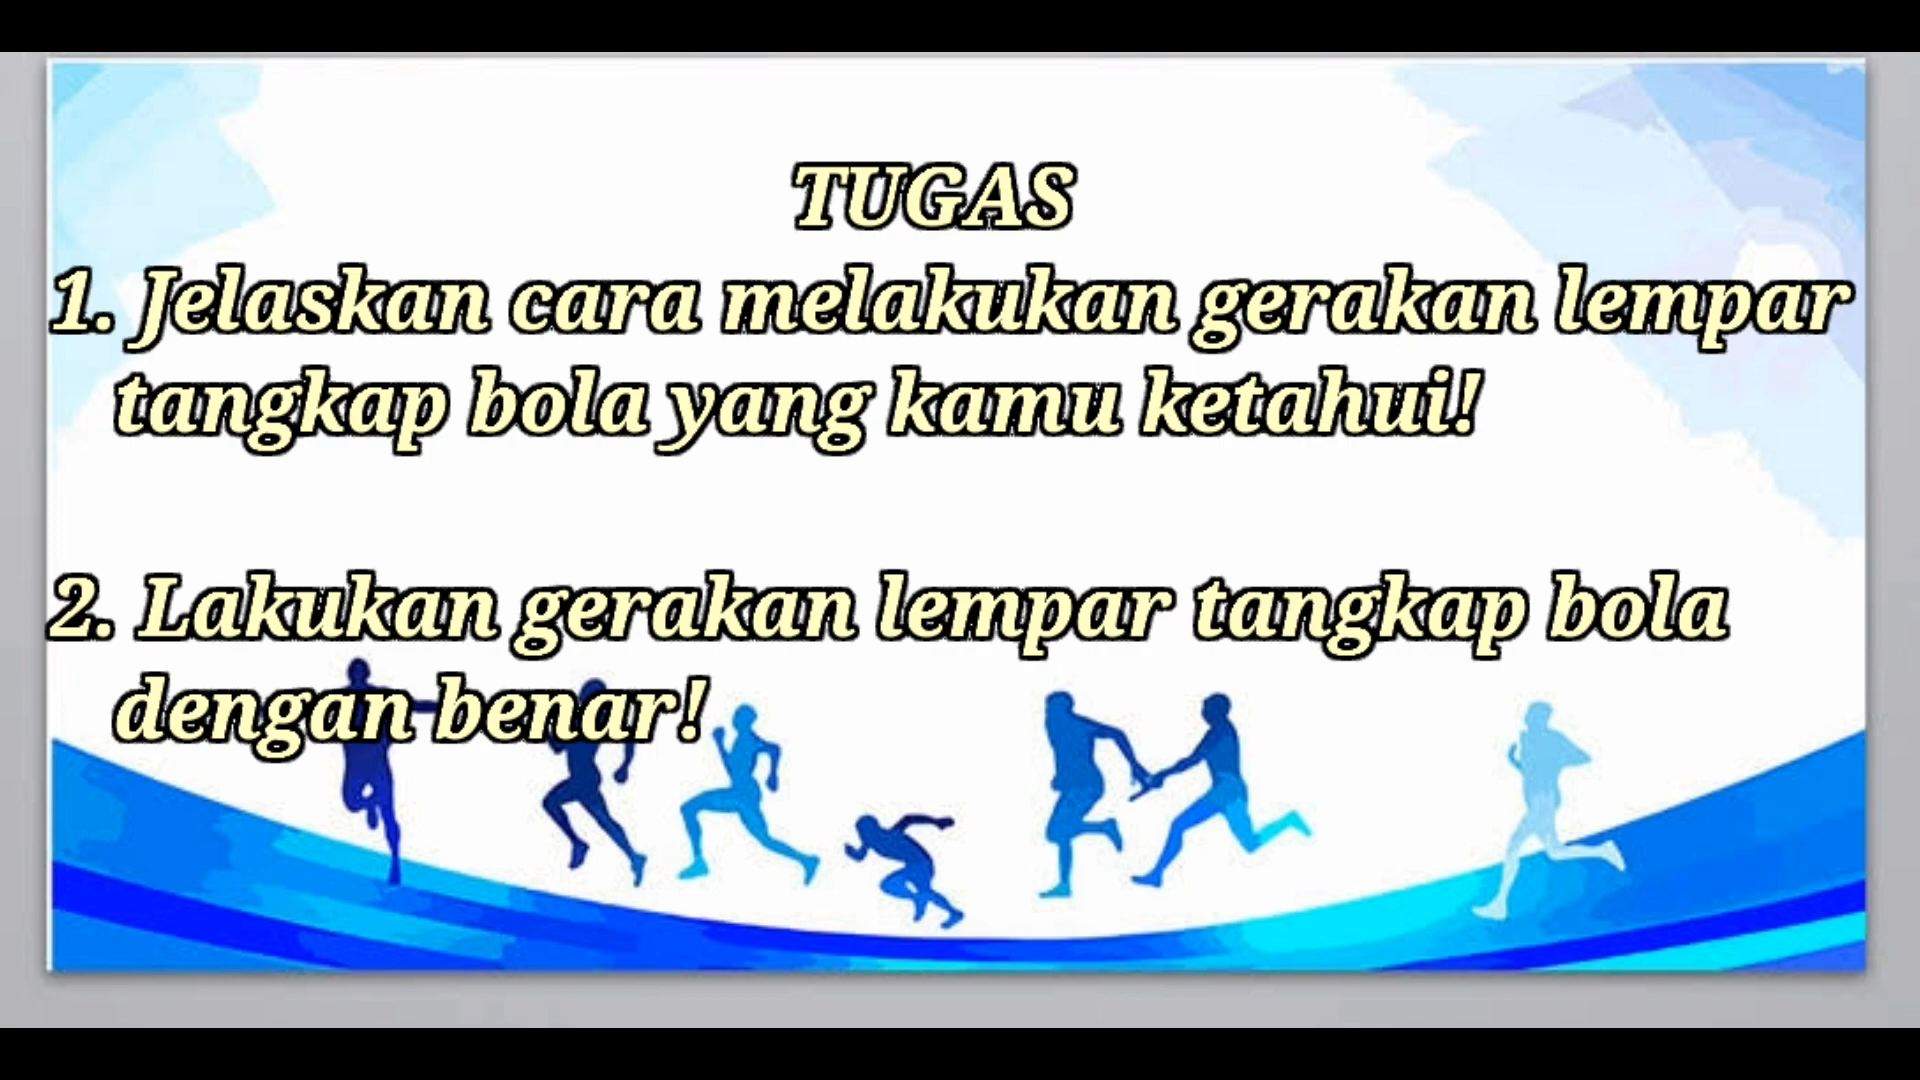 TUGAS
1. Jelaskan cara melakukan gerakan lempar
tangkap bola yang kamu ketahui!
2. Lakukan gerakan lempar tangkap bola
dengan benar!